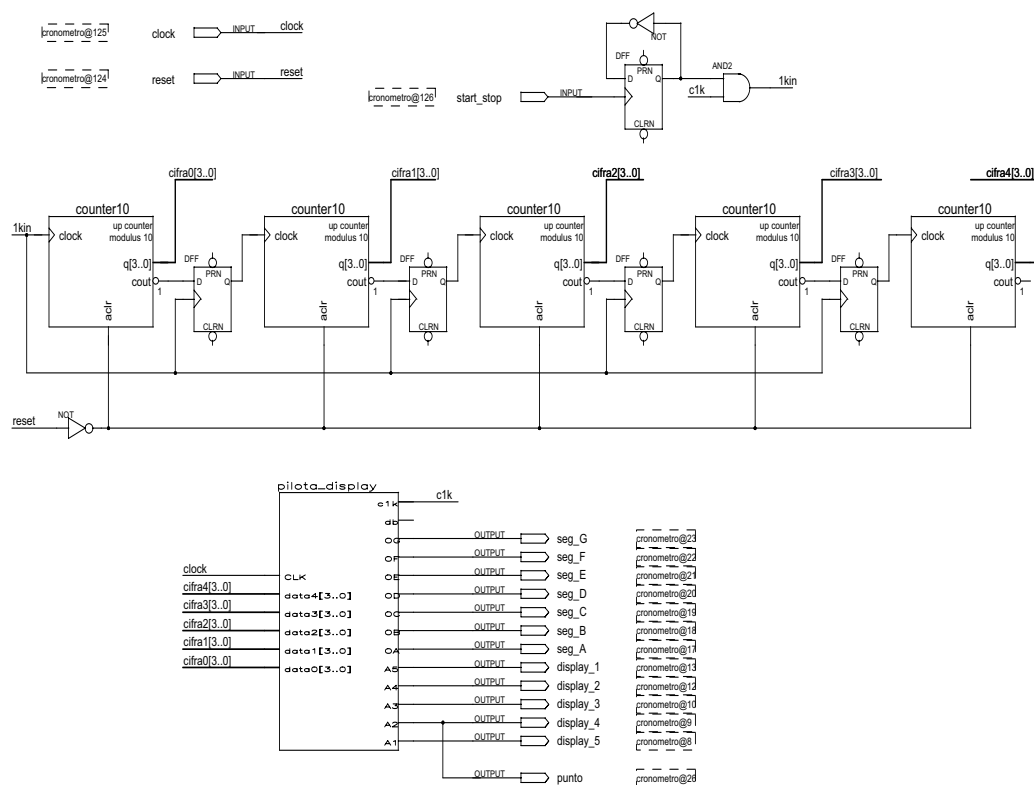 cronometro@125 clock INPUT clock
cronometro@124 reset INPUT reset
cronometro@126 start_stop INPUT
NOT
DFF PRN D Q CLRN
AND2
c1k 1kin
cifra0[3..0] cifra1[3..0] cifra2[3..0] cifra3[3..0] cifra4[3..0]
counter10 counter10 counter10 counter10 counter10
1kin
clock up counter modulus 10 q[3..0] cout 1 aclr
DFF PRN D Q CLRN
clock up counter modulus 10 q[3..0] cout 1 aclr
DFF PRN D Q CLRN
clock up counter modulus 10 q[3..0] cout 1 aclr
DFF PRN D Q CLRN
clock up counter modulus 10 q[3..0] cout 1 aclr
DFF PRN D Q CLRN
clock up counter modulus 10 q[3..0] cout 1 aclr
reset NOT
pilota_display
c1k c1k
db
OG OUTPUT seg_G cronometro@23
OF OUTPUT seg_F cronometro@22
clock CLK OE OUTPUT seg_E cronometro@21
cifra4[3..0] data4[3..0] OD OUTPUT seg_D cronometro@20
cifra3[3..0] data3[3..0] OC OUTPUT seg_C cronometro@19
cifra2[3..0] data2[3..0] OB OUTPUT seg_B cronometro@18
cifra1[3..0] data1[3..0] OA OUTPUT seg_A cronometro@17
cifra0[3..0] data0[3..0] A5 OUTPUT display_1 cronometro@13
A4 OUTPUT display_2 cronometro@12
A3 OUTPUT display_3 cronometro@10
A2 OUTPUT display_4 cronometro@9
A1 OUTPUT display_5 cronometro@8
OUTPUT punto cronometro@26